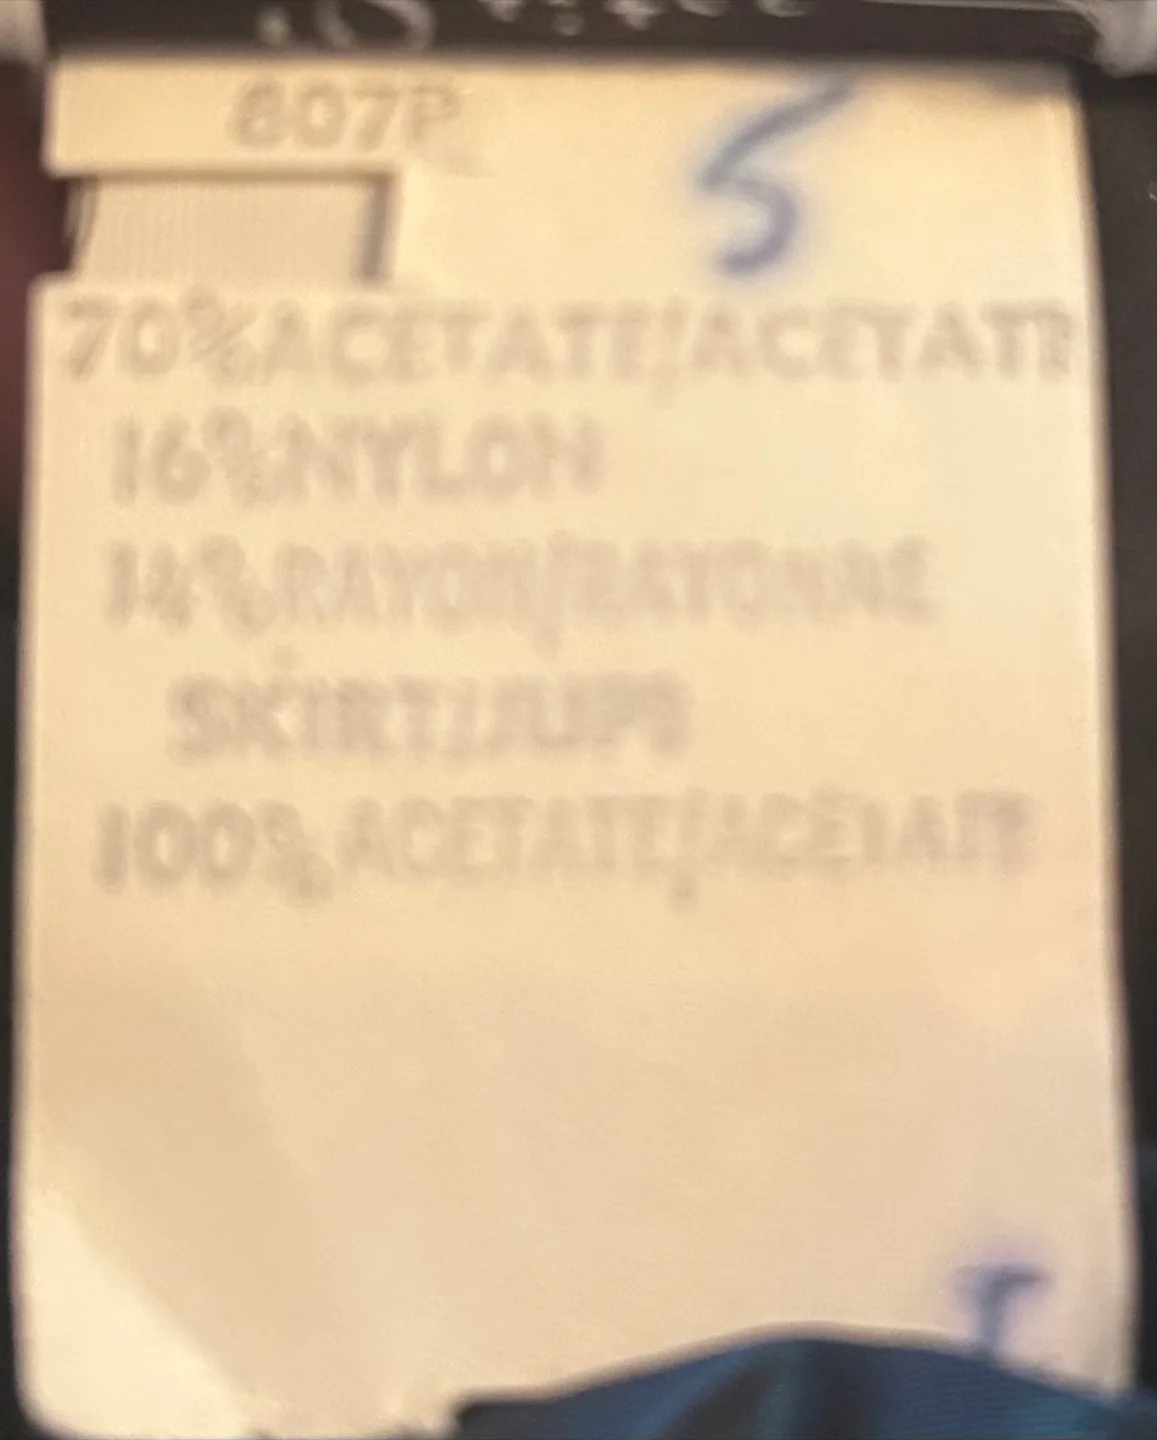 807P
5
70%ACETATE/ACETATE
16%NYLON
14%RAYON/RAYONNE
SKIRT/JUPE
100%ACETATE/ACETATE